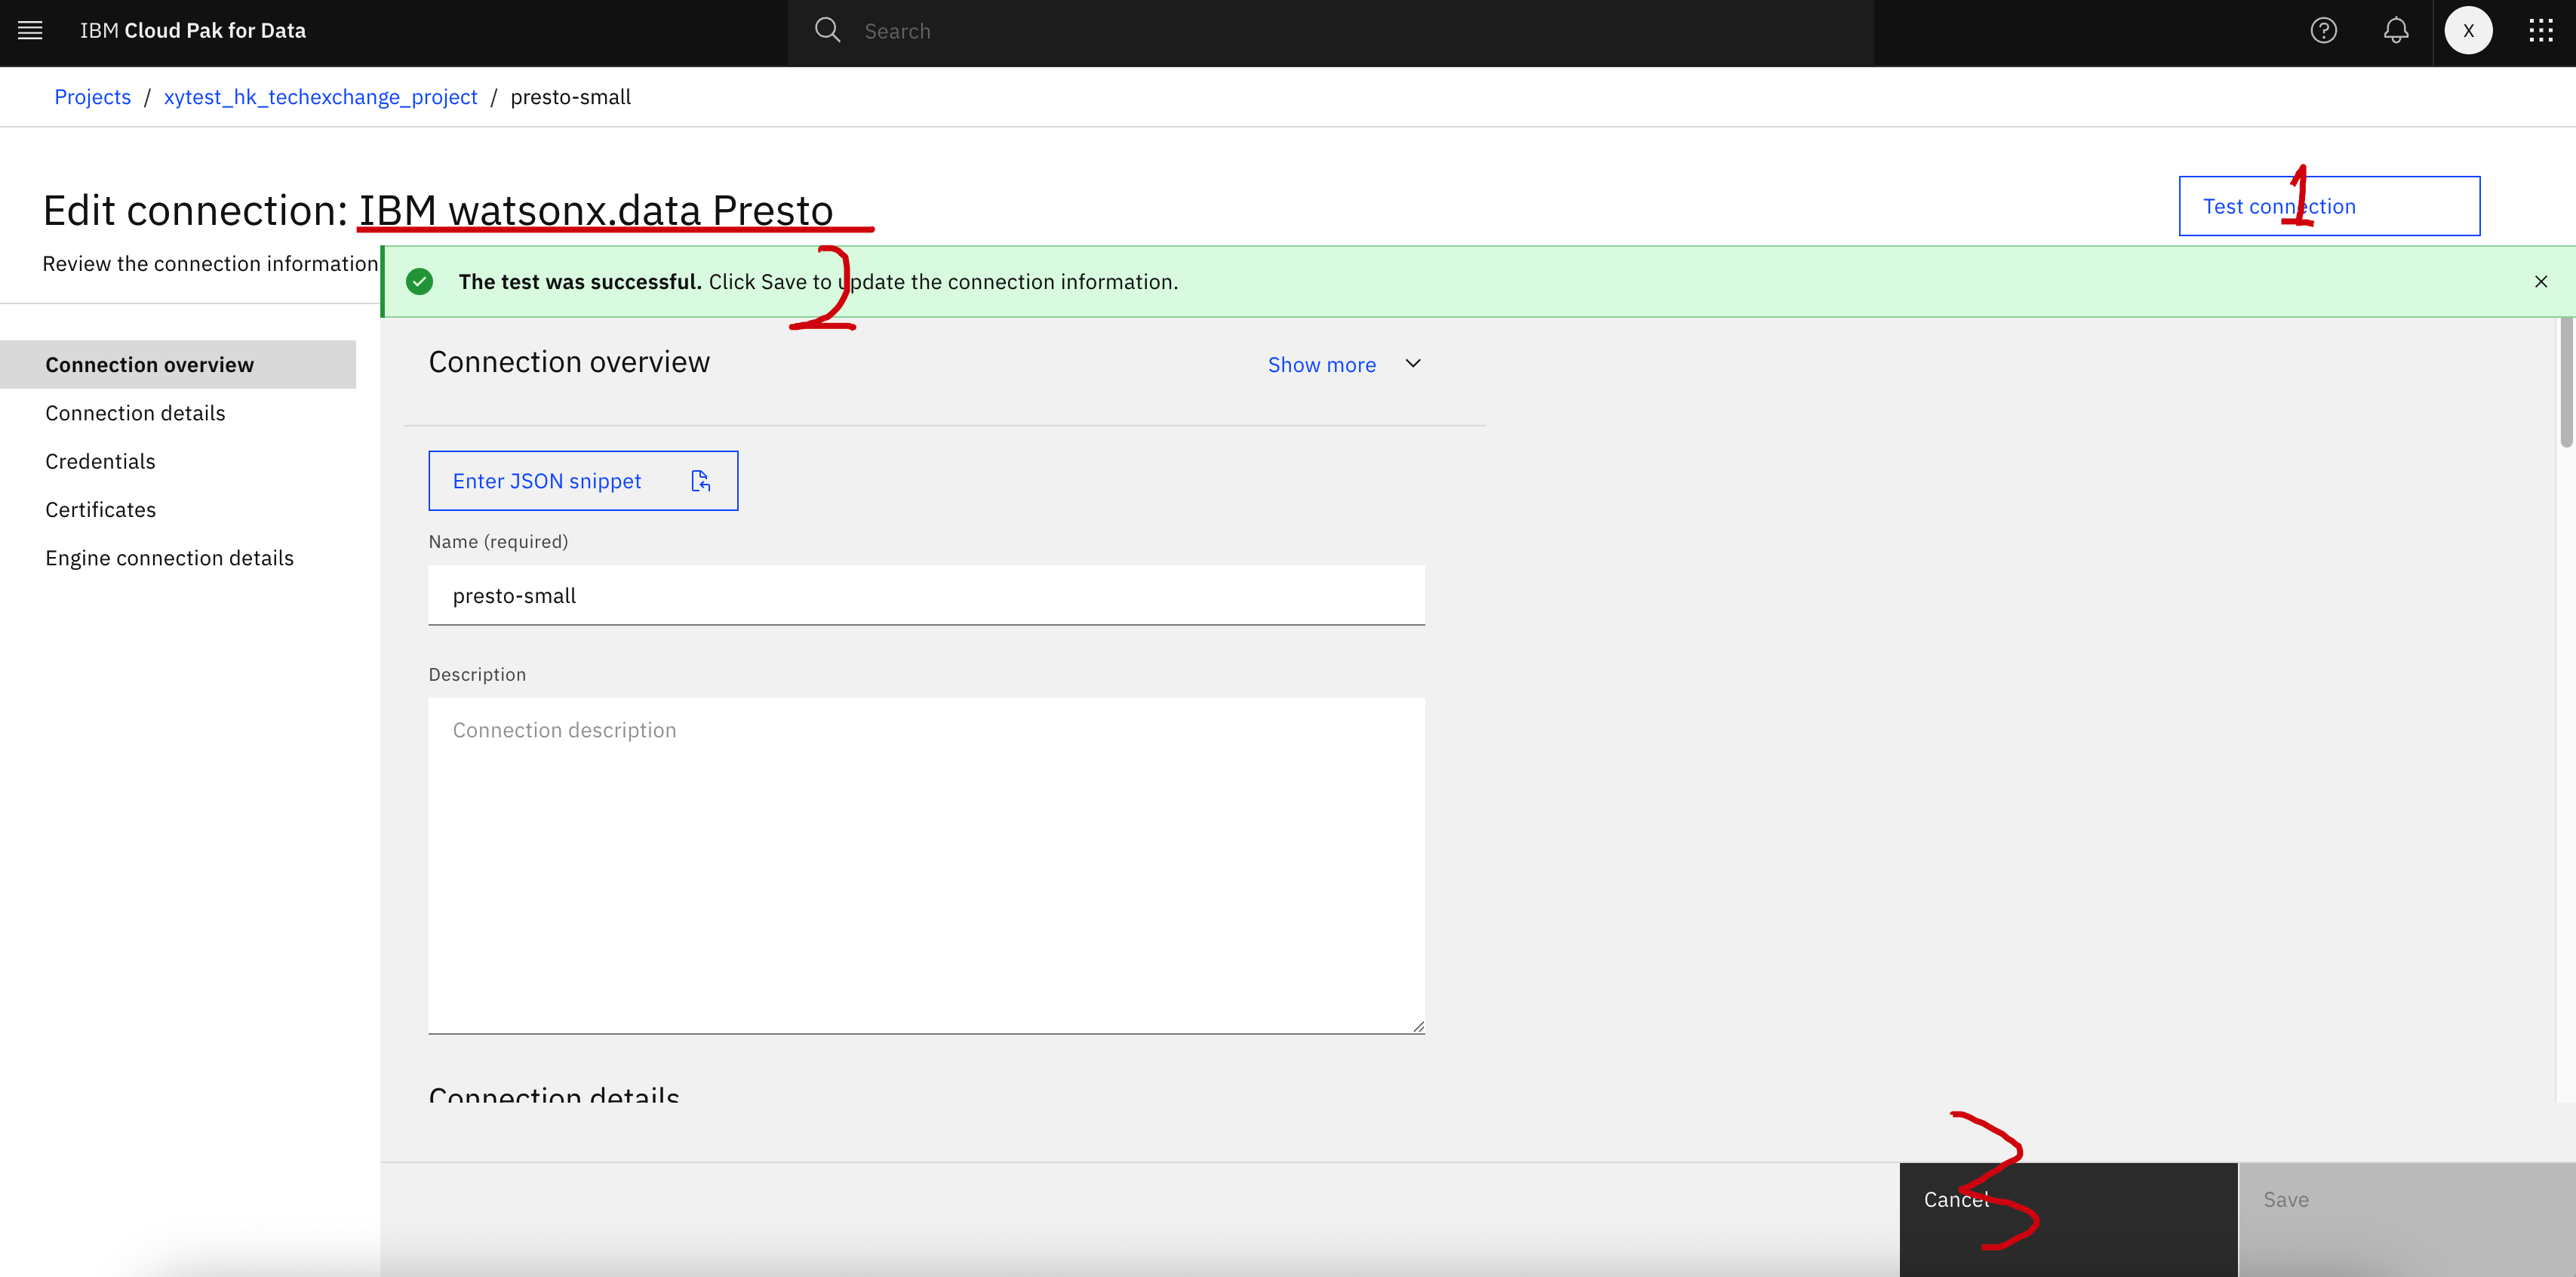 IBM Cloud Pak for Data
Search
X
Projects / xytest_hk_techexchange_project / presto-small
Edit connection: IBM watsonx.data Presto
Test connection
1
Review the connection information
The test was successful. Click Save to update the connection information.
2
Connection overview
Connection details
Credentials
Certificates
Engine connection details
Connection overview
Show more
Enter JSON snippet
Name (required)
presto-small
Description
Connection description
Connection details
3
Cancel
Save